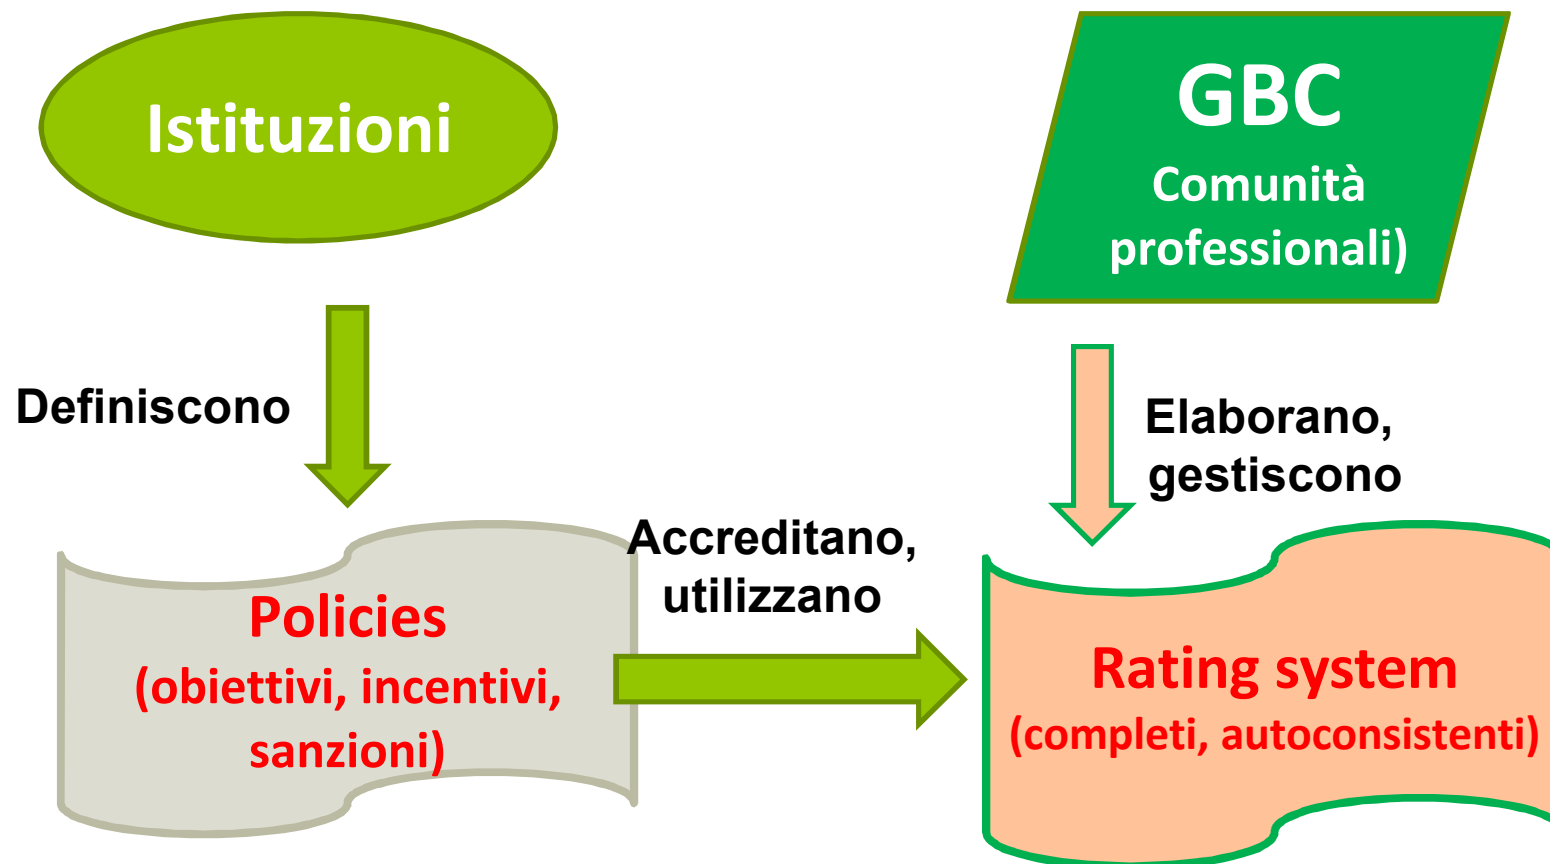 Istituzioni
GBC
Comunità
professionali)
Definiscono
Elaborano,
gestiscono
Accreditano,
utilizzano
Policies
(obiettivi, incentivi,
sanzioni)
Rating system
(completi, autoconsistenti)